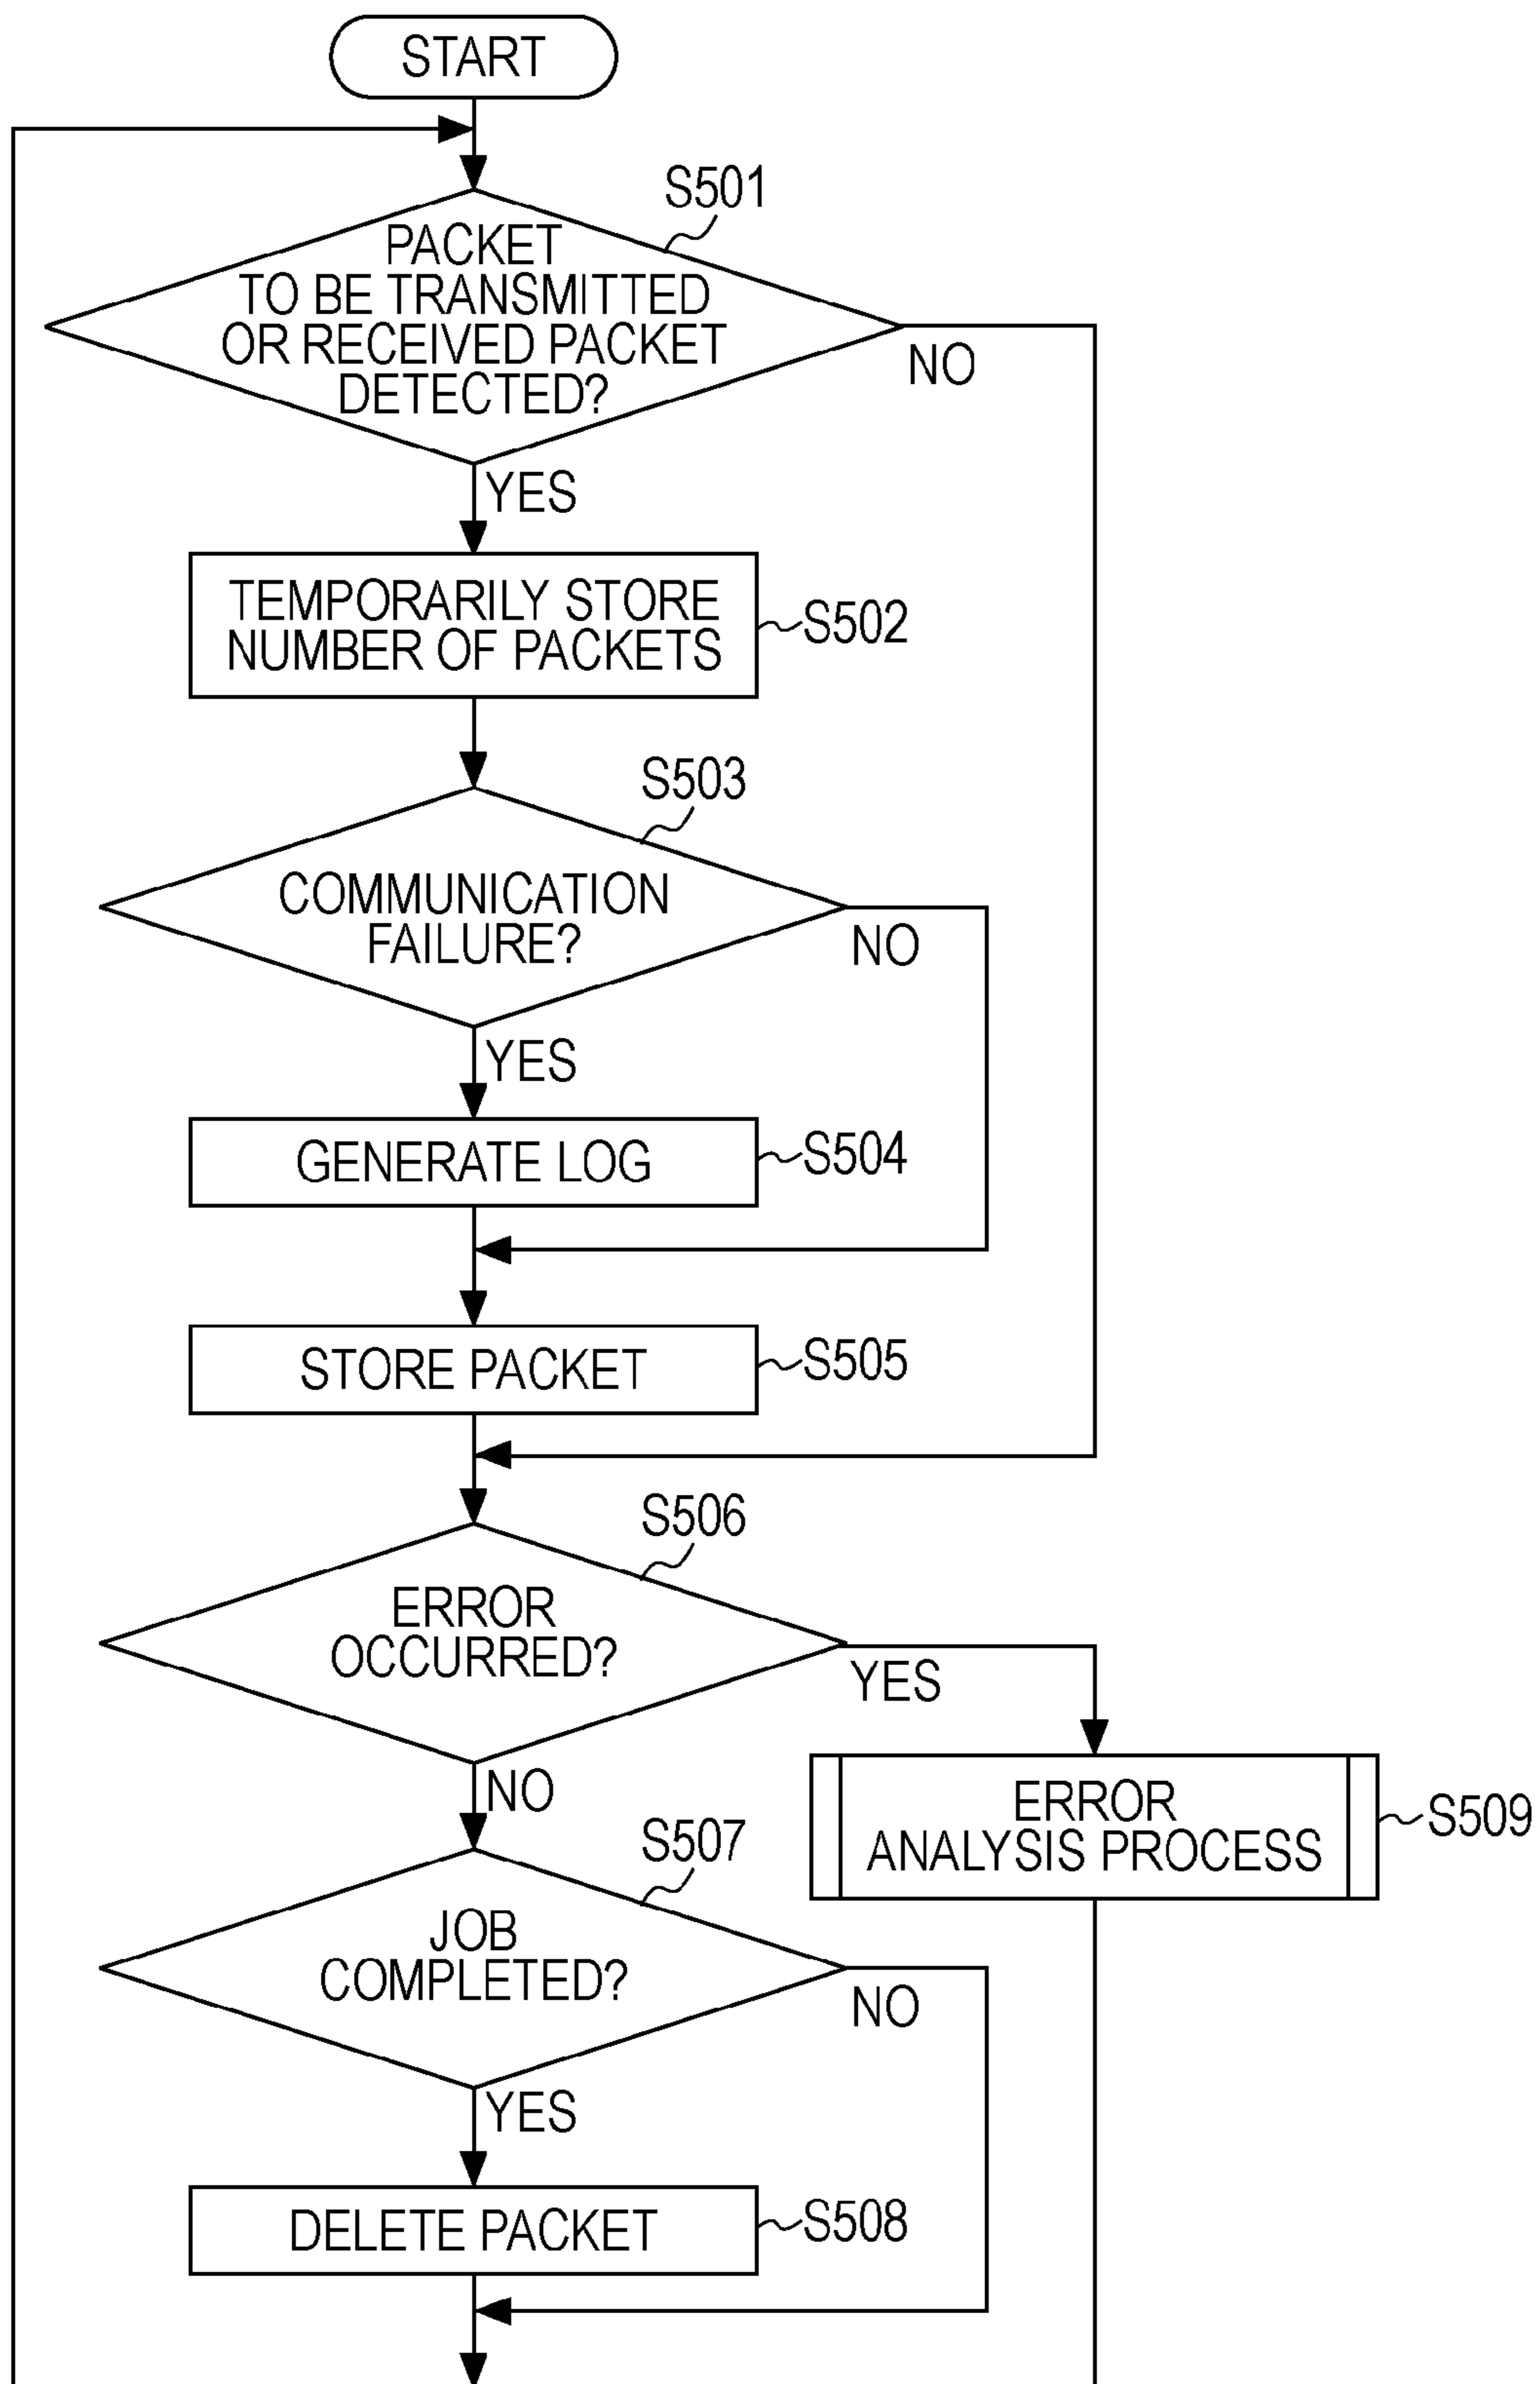 START
S501
PACKET
TO BE TRANSMITTED
OR RECEIVED PACKET
DETECTED?
NO
YES
TEMPORARILY STORE
NUMBER OF PACKETS
S502
S503
COMMUNICATION
FAILURE?
NO
YES
GENERATE LOG
S504
STORE PACKET
S505
S506
ERROR
OCCURRED?
YES
NO
ERROR
ANALYSIS PROCESS
S509
S507
JOB
COMPLETED?
NO
YES
DELETE PACKET
S508